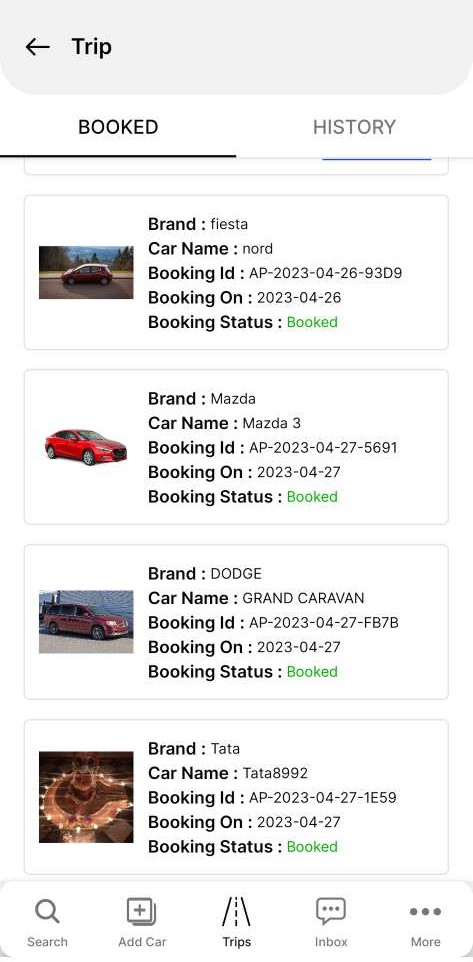 Trip
BOOKED
HISTORY
Brand : fiesta
Car Name : nord
Booking Id : AP-2023-04-26-93D9
Booking On : 2023-04-26
Booking Status : Booked
Brand : Mazda
Car Name : Mazda 3
Booking Id : AP-2023-04-27-5691
Booking On : 2023-04-27
Booking Status : Booked
Brand : DODGE
Car Name : GRAND CARAVAN
Booking Id : AP-2023-04-27-FB7B
Booking On : 2023-04-27
Booking Status : Booked
Brand : Tata
Car Name : Tata8992
Booking Id : AP-2023-04-27-1E59
Booking On : 2023-04-27
Booking Status : Booked
Search
Add Car
Trips
Inbox
More